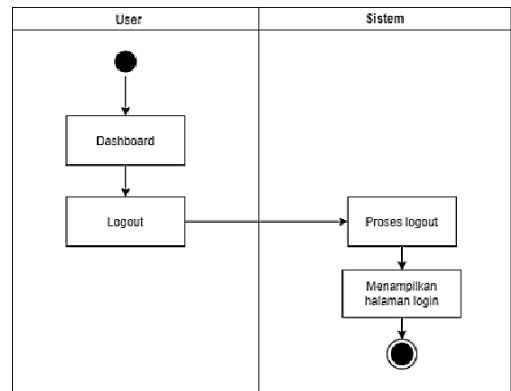 User
Sistem
Dashboard
Logout
Proses logout
Menampilkan
halaman login